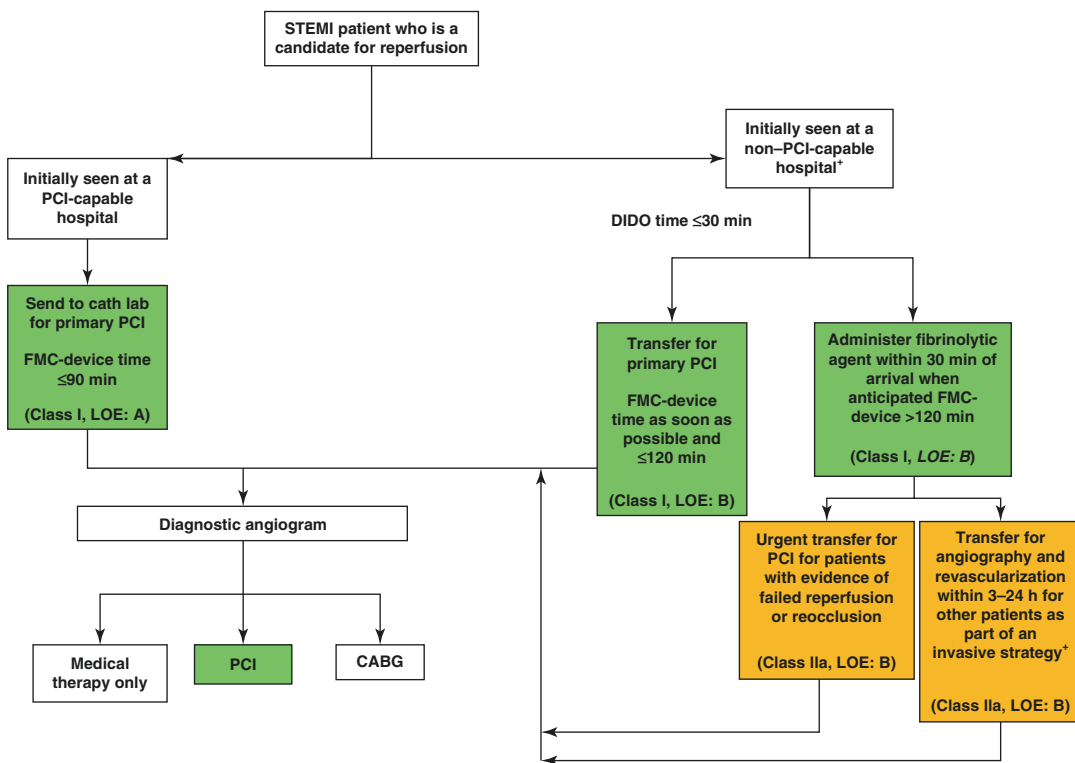 STEMI patient who is a
candidate for reperfusion
Initially seen at a
PCI-capable
hospital
Initially seen at a
non–PCI-capable
hospital+
DIDO time ≤30 min
Send to cath lab
for primary PCI
FMC-device time
≤90 min
(Class I, LOE: A)
Transfer for
primary PCI
FMC-device
time as soon as
possible and
≤120 min
(Class I, LOE: B)
Administer fibrinolytic
agent within 30 min of
arrival when
anticipated FMC-
device >120 min
(Class I, LOE: B)
Diagnostic angiogram
Urgent transfer for
PCI for patients
with evidence of
failed reperfusion
or reocclusion
(Class IIa, LOE: B)
Transfer for
angiography and
revascularization
within 3–24 h for
other patients as
part of an
invasive strategy+
(Class IIa, LOE: B)
Medical
therapy only
PCI
CABG